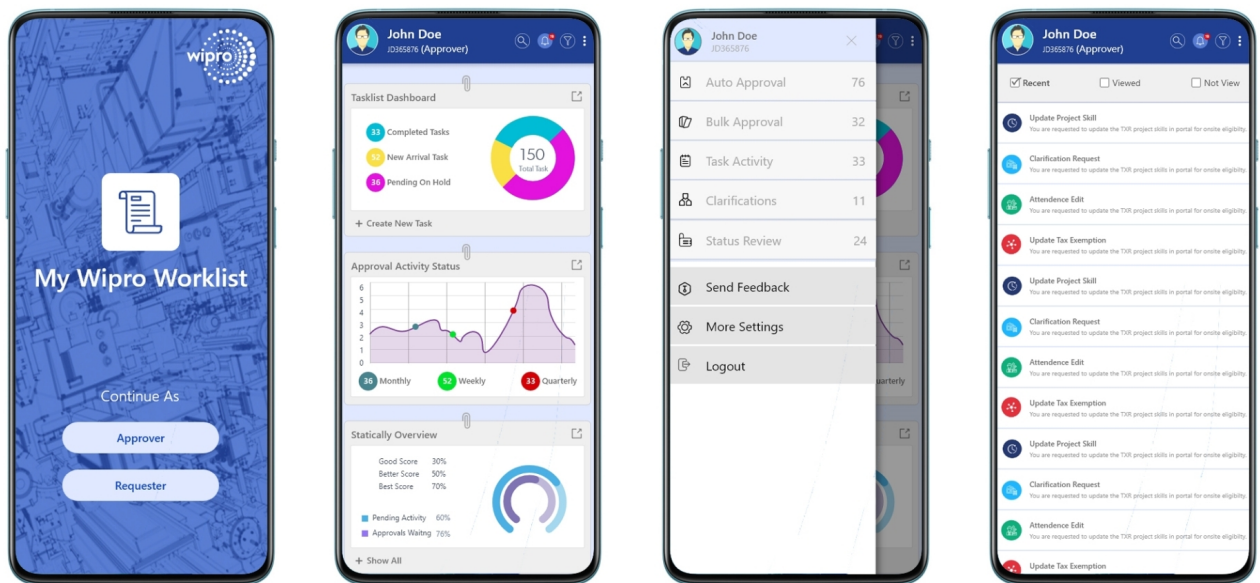 wipro
My Wipro Worklist
Continue As
Approver
Requester
John Doe
JD365876 (Approver)
Tasklist Dashboard
33 Completed Tasks
52 New Arrival Task
36 Pending On Hold
150
Total Task
+ Create New Task
Approval Activity Status
6
5
4
3
2
1
0
36 Monthly
52 Weekly
33 Quarterly
Statically Overview
Good Score 30%
Better Score 50%
Best Score 70%
Pending Activity 60%
Approvals Waitng 76%
+ Show All
John Doe
JD365876
Auto Approval 76
Bulk Approval 32
Task Activity 33
Clarifications 11
Status Review 24
Send Feedback
More Settings
Logout
uarterly
John Doe
JD365876 (Approver)
Recent Viewed Not View
Update Project Skill
You are requested to update the TXR project skills in portal for onsite eligiblity.
Clarification Request
You are requested to update the TXR project skills in portal for onsite eligiblity.
Attendence Edit
You are requested to update the TXR project skills in portal for onsite eligiblity.
Update Tax Exemption
You are requested to update the TXR project skills in portal for onsite eligiblity.
Update Project Skill
You are requested to update the TXR project skills in portal for onsite eligiblity.
Clarification Request
You are requested to update the TXR project skills in portal for onsite eligiblity.
Attendence Edit
You are requested to update the TXR project skills in portal for onsite eligiblity.
Update Tax Exemption
You are requested to update the TXR project skills in portal for onsite eligiblity.
Update Project Skill
You are requested to update the TXR project skills in portal for onsite eligiblity.
Clarification Request
You are requested to update the TXR project skills in portal for onsite eligiblity.
Attendence Edit
You are requested to update the TXR project skills in portal for onsite eligiblity.
Update Tax Exemption